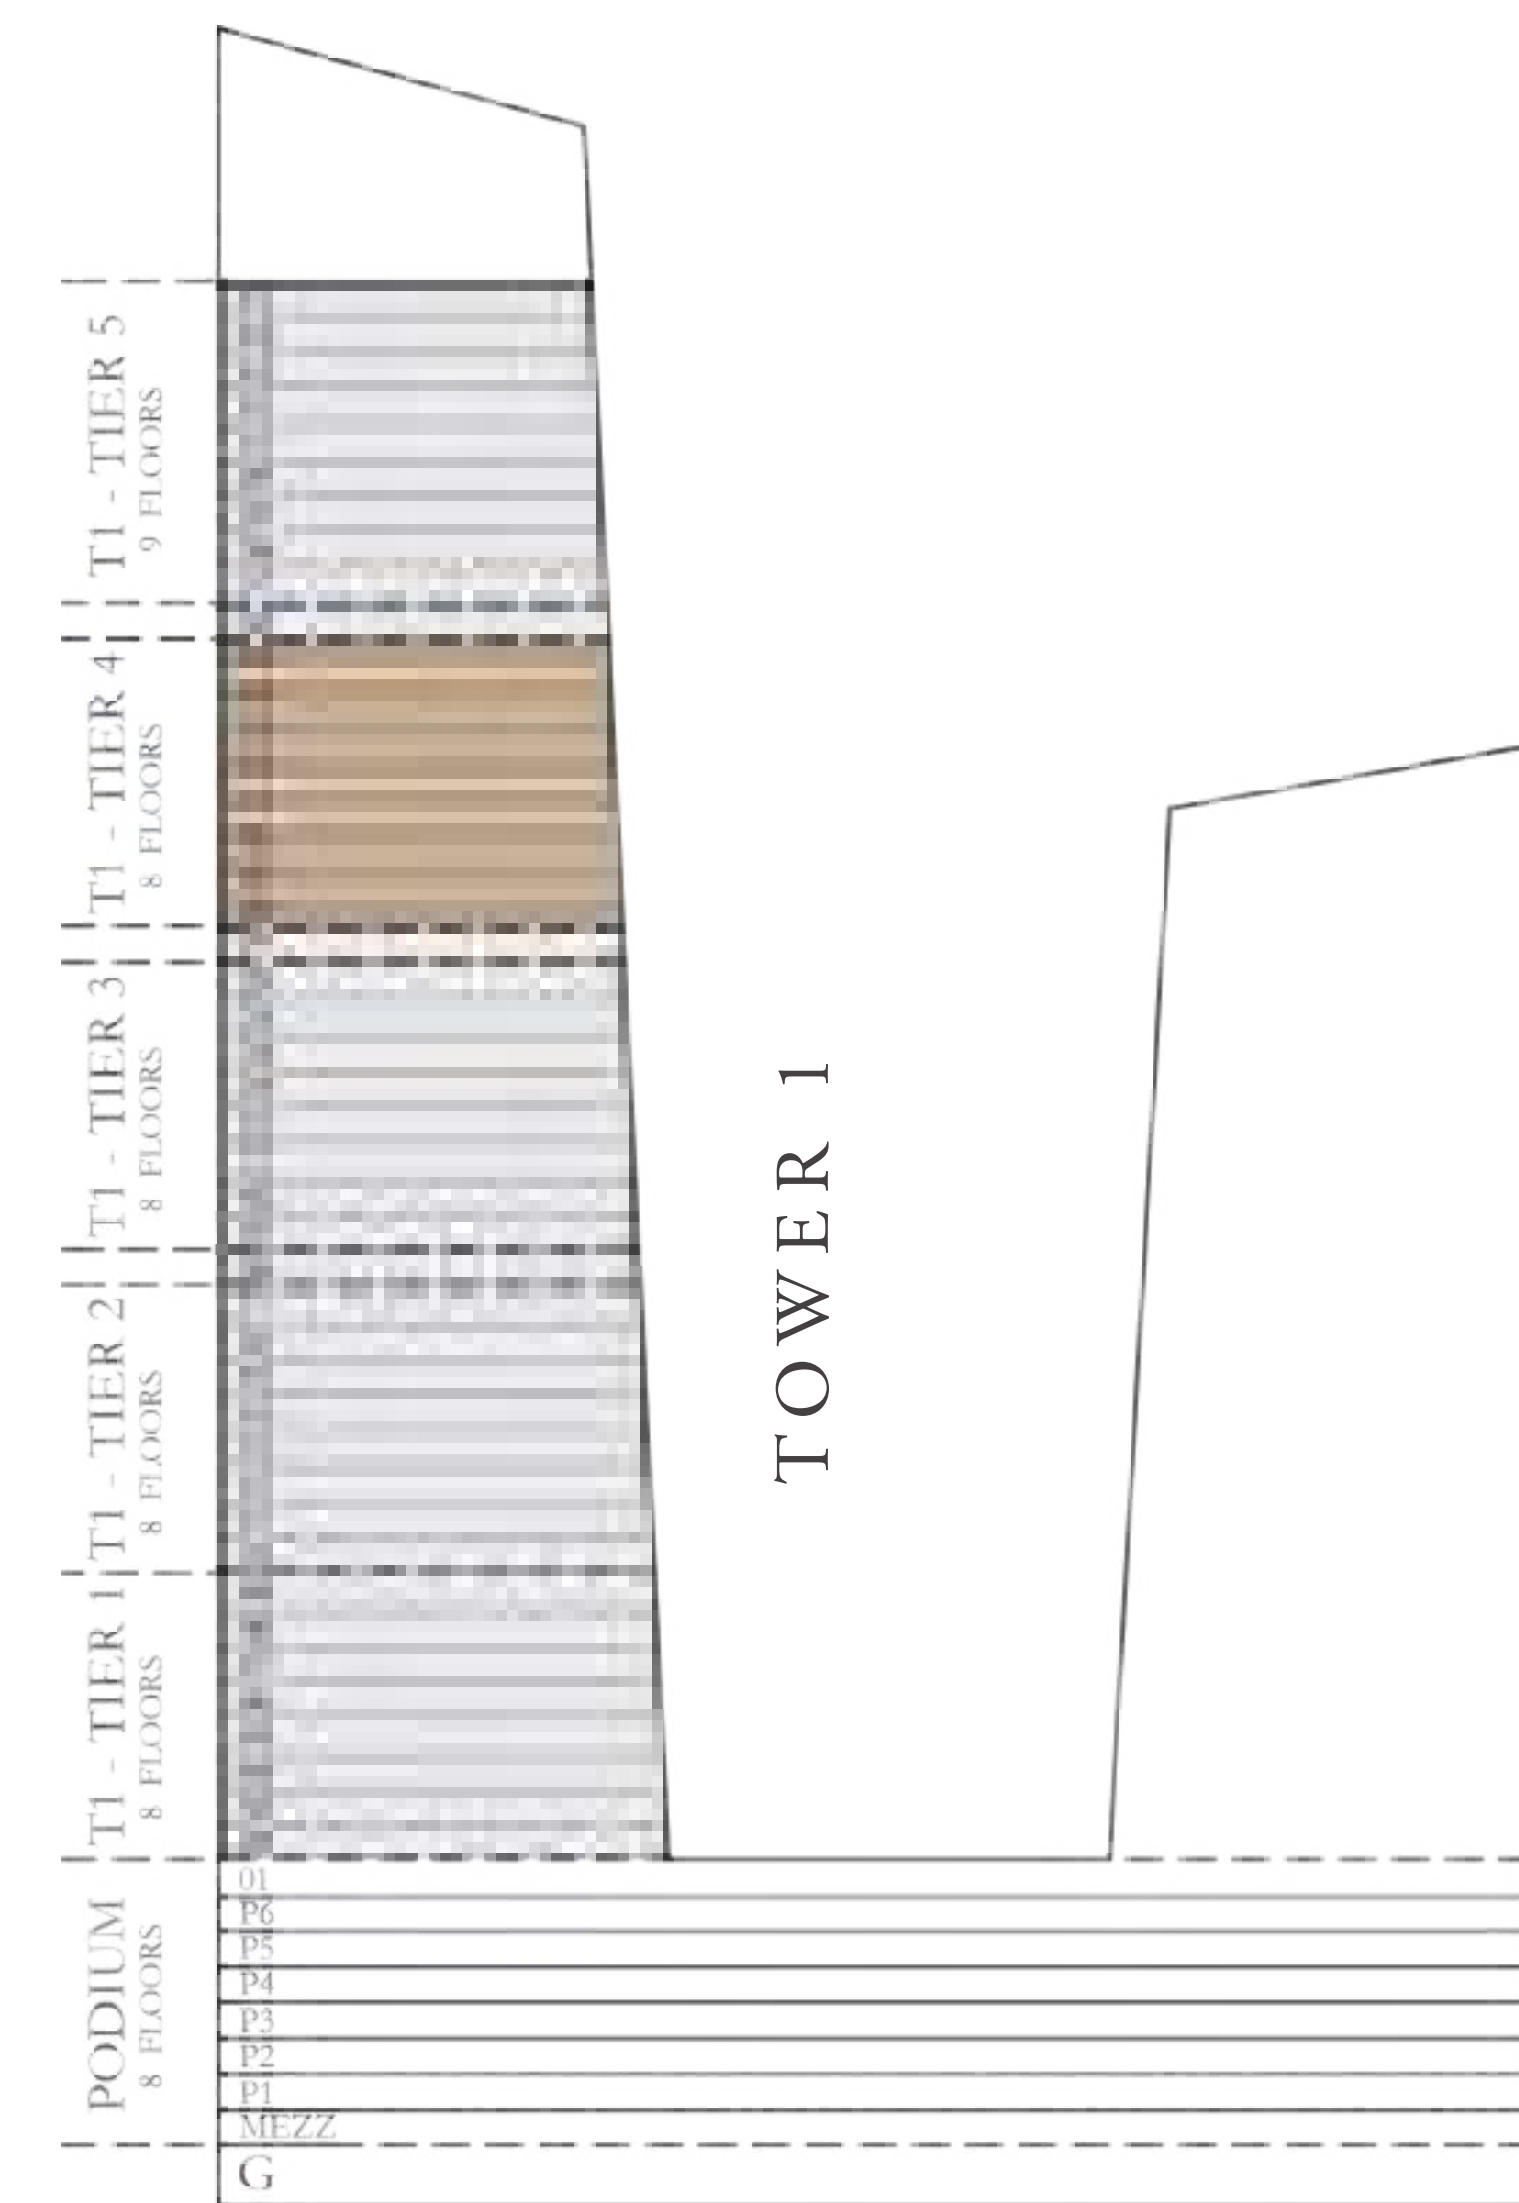 T1 - TIER 5
9 FLOORS
T1 - TIER 4
8 FLOORS
T1 - TIER 3
8 FLOORS
T1 - TIER 2
8 FLOORS
T1 - TIER 1
8 FLOORS
PODIUM
8 FLOORS
TOWER 1
01
P6
P5
P4
P3
P2
P1
MEZZ
G